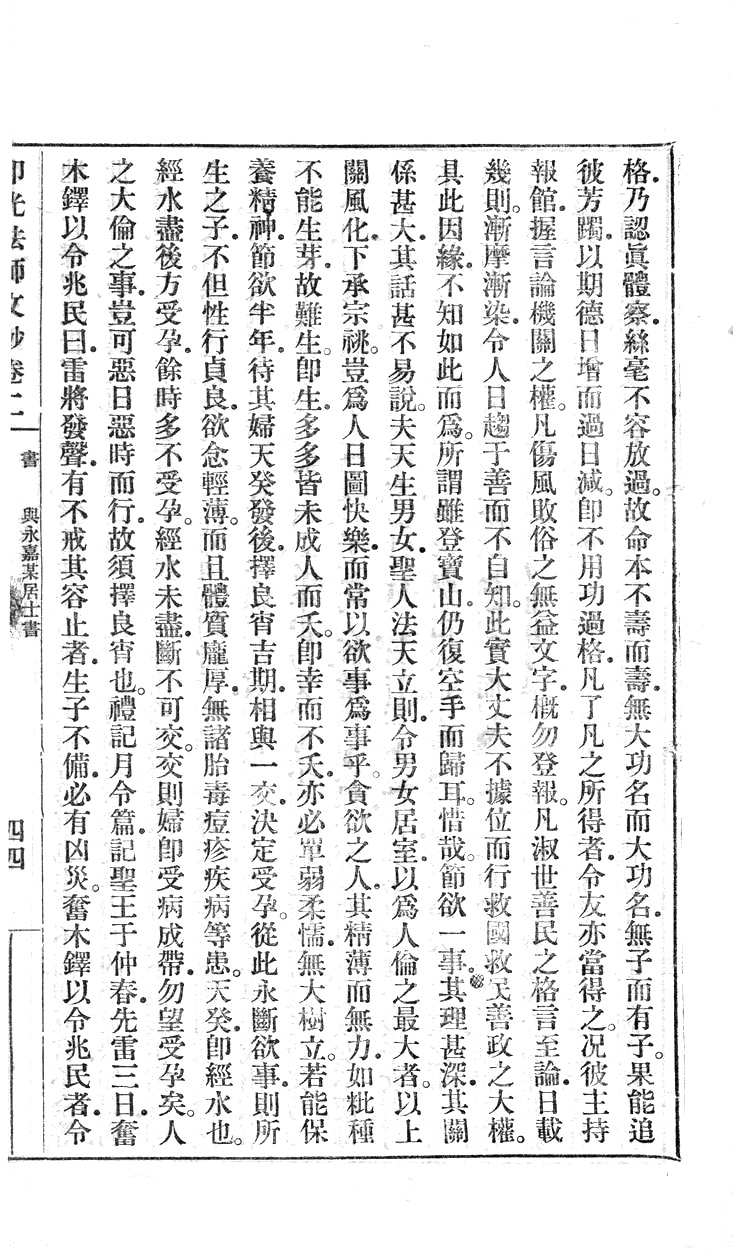 格。乃認眞體察。絲毫不容放過。故命本不壽而壽。無大功名而大功名。無子而有子。果能追
彼芳躅。以期德日增而過日減。卽不用功過格。凡了凡之所得者。令友亦當得之。况彼主持
報館。握言論機關之權。凡傷風敗俗之無益文字。槪勿登報。凡淑世善民之格言至論。日載
幾則。漸摩漸染。令人日趨于善而不自知。此實大丈夫不據位而行救國救民善政之大權。
具此因緣。不知如此而爲。所謂雖登寶山。仍復空手而歸耳。惜哉。節欲一事。其理甚深。其關
係甚大。其話甚不易說。夫天生男女。聖人法天立則。令男女居室。以爲人倫之最大者。以上
關風化。下承宗祧。豈爲人日圖快樂。而常以欲事爲事乎。貪欲之人。其精薄而無力。如粃種
不能生芽。故難生。卽生。多多皆未成人而夭。卽幸而不夭。亦必單弱柔懦。無大樹立。若能保
養精神。節欲半年。待其婦天癸發後。擇良宵吉期。相與一交。決定受孕。從此永斷欲事。則所
生之子。不但性行貞良。欲念輕薄。而且體質龐厚。無諸胎毒痘疹疾病等患。天癸。卽經水也。
經水盡後方受孕。餘時多不受孕。經水未盡。斷不可交。交則婦卽受病成帶。勿望受孕矣。人
之大倫之事。豈可惡日惡時而行。故須擇良宵也。禮記月令篇。記聖王于仲春。先雷三日。奮
木鐸以令兆民曰。雷將發聲。有不戒其容止者。生子不備。必有凶災。奮木鐸以令兆民者。令
印光法師文鈔卷二 書 與永嘉某居士書 四四